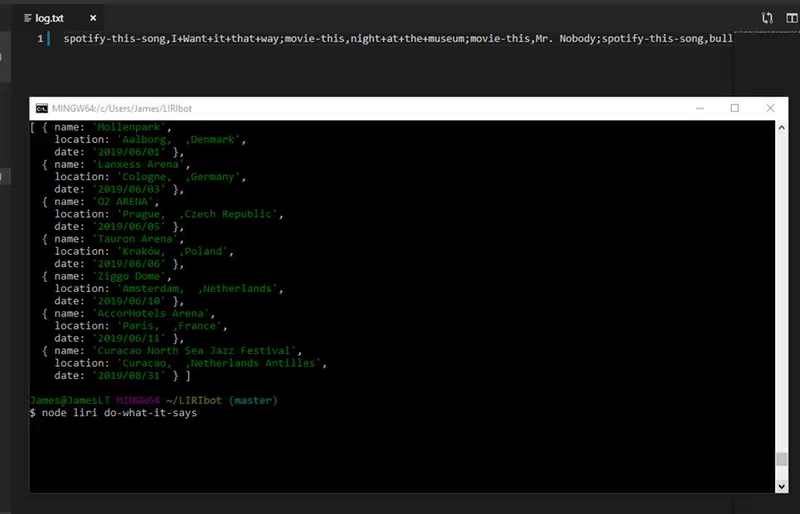 log.txt
1 spotify-this-song,I+Want+it+that+way;movie-this,night+at+the+museum;movie-this,Mr. Nobody;spotify-this-song,bull
MINGW64:/c/Users/James/LIRIbot
[ { name: 'Mollenpark',
location: 'Aalborg,  ,Denmark',
date: '2019/06/01' },
{ name: 'Lanxess Arena',
location: 'Cologne,  ,Germany',
date: '2019/06/03' },
{ name: 'O2 ARENA',
location: 'Prague,  ,Czech Republic',
date: '2019/06/05' },
{ name: 'Tauron Arena',
location: 'Kraków,  ,Poland',
date: '2019/06/06' },
{ name: 'Ziggo Dome',
location: 'Amsterdam,  ,Netherlands',
date: '2019/06/10' },
{ name: 'AccorHotels Arena',
location: 'Paris,  ,France',
date: '2019/06/11' },
{ name: 'Curacao North Sea Jazz Festival',
location: 'Curacao,  ,Netherlands Antilles',
date: '2019/08/31' } ]
James@JamesLT MINGW64 ~/LIRIbot (master)
$ node liri do-what-it-says